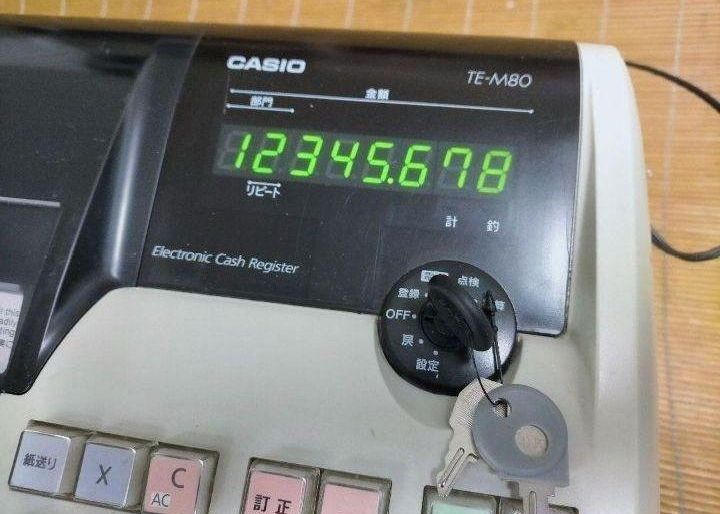 CASIO
TE-M80
金額
部門
12345.678
リピート
計 釣
Electronic Cash Register
点検
登録
OFF
戻
設定
紙送り
X
C
AC
訂正